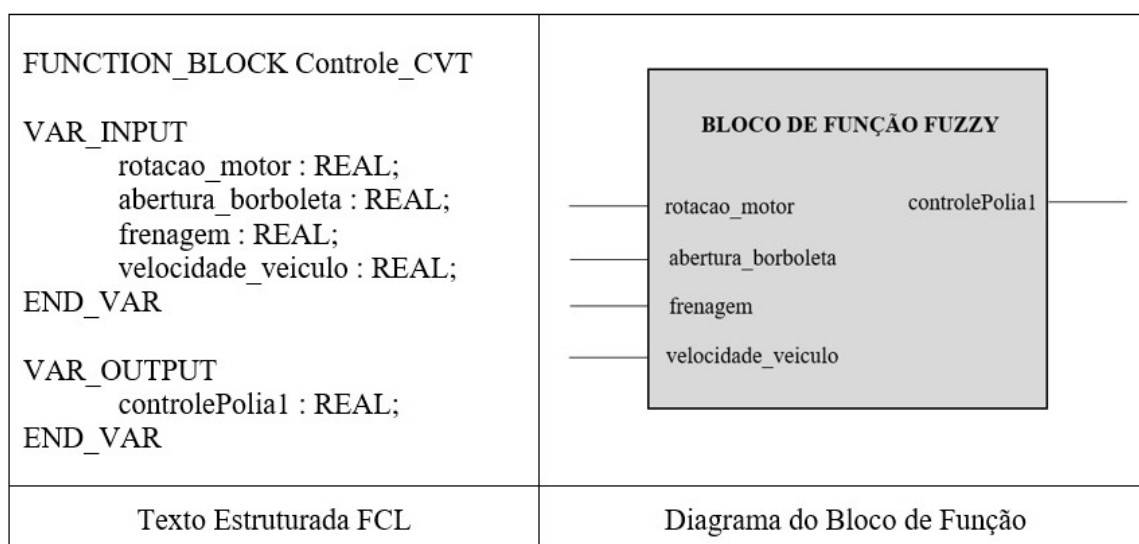 FUNCTION_BLOCK Controle_CVT
VAR_INPUT
rotacao_motor : REAL;
abertura_borboleta : REAL;
frenagem : REAL;
velocidade_veiculo : REAL;
END_VAR
VAR_OUTPUT
controlePolia1 : REAL;
END_VAR
Texto Estruturada FCL
BLOCO DE FUNÇÃO FUZZY
rotacao_motor controlePolia1
abertura_borboleta
frenagem
velocidade_veiculo
Diagrama do Bloco de Função